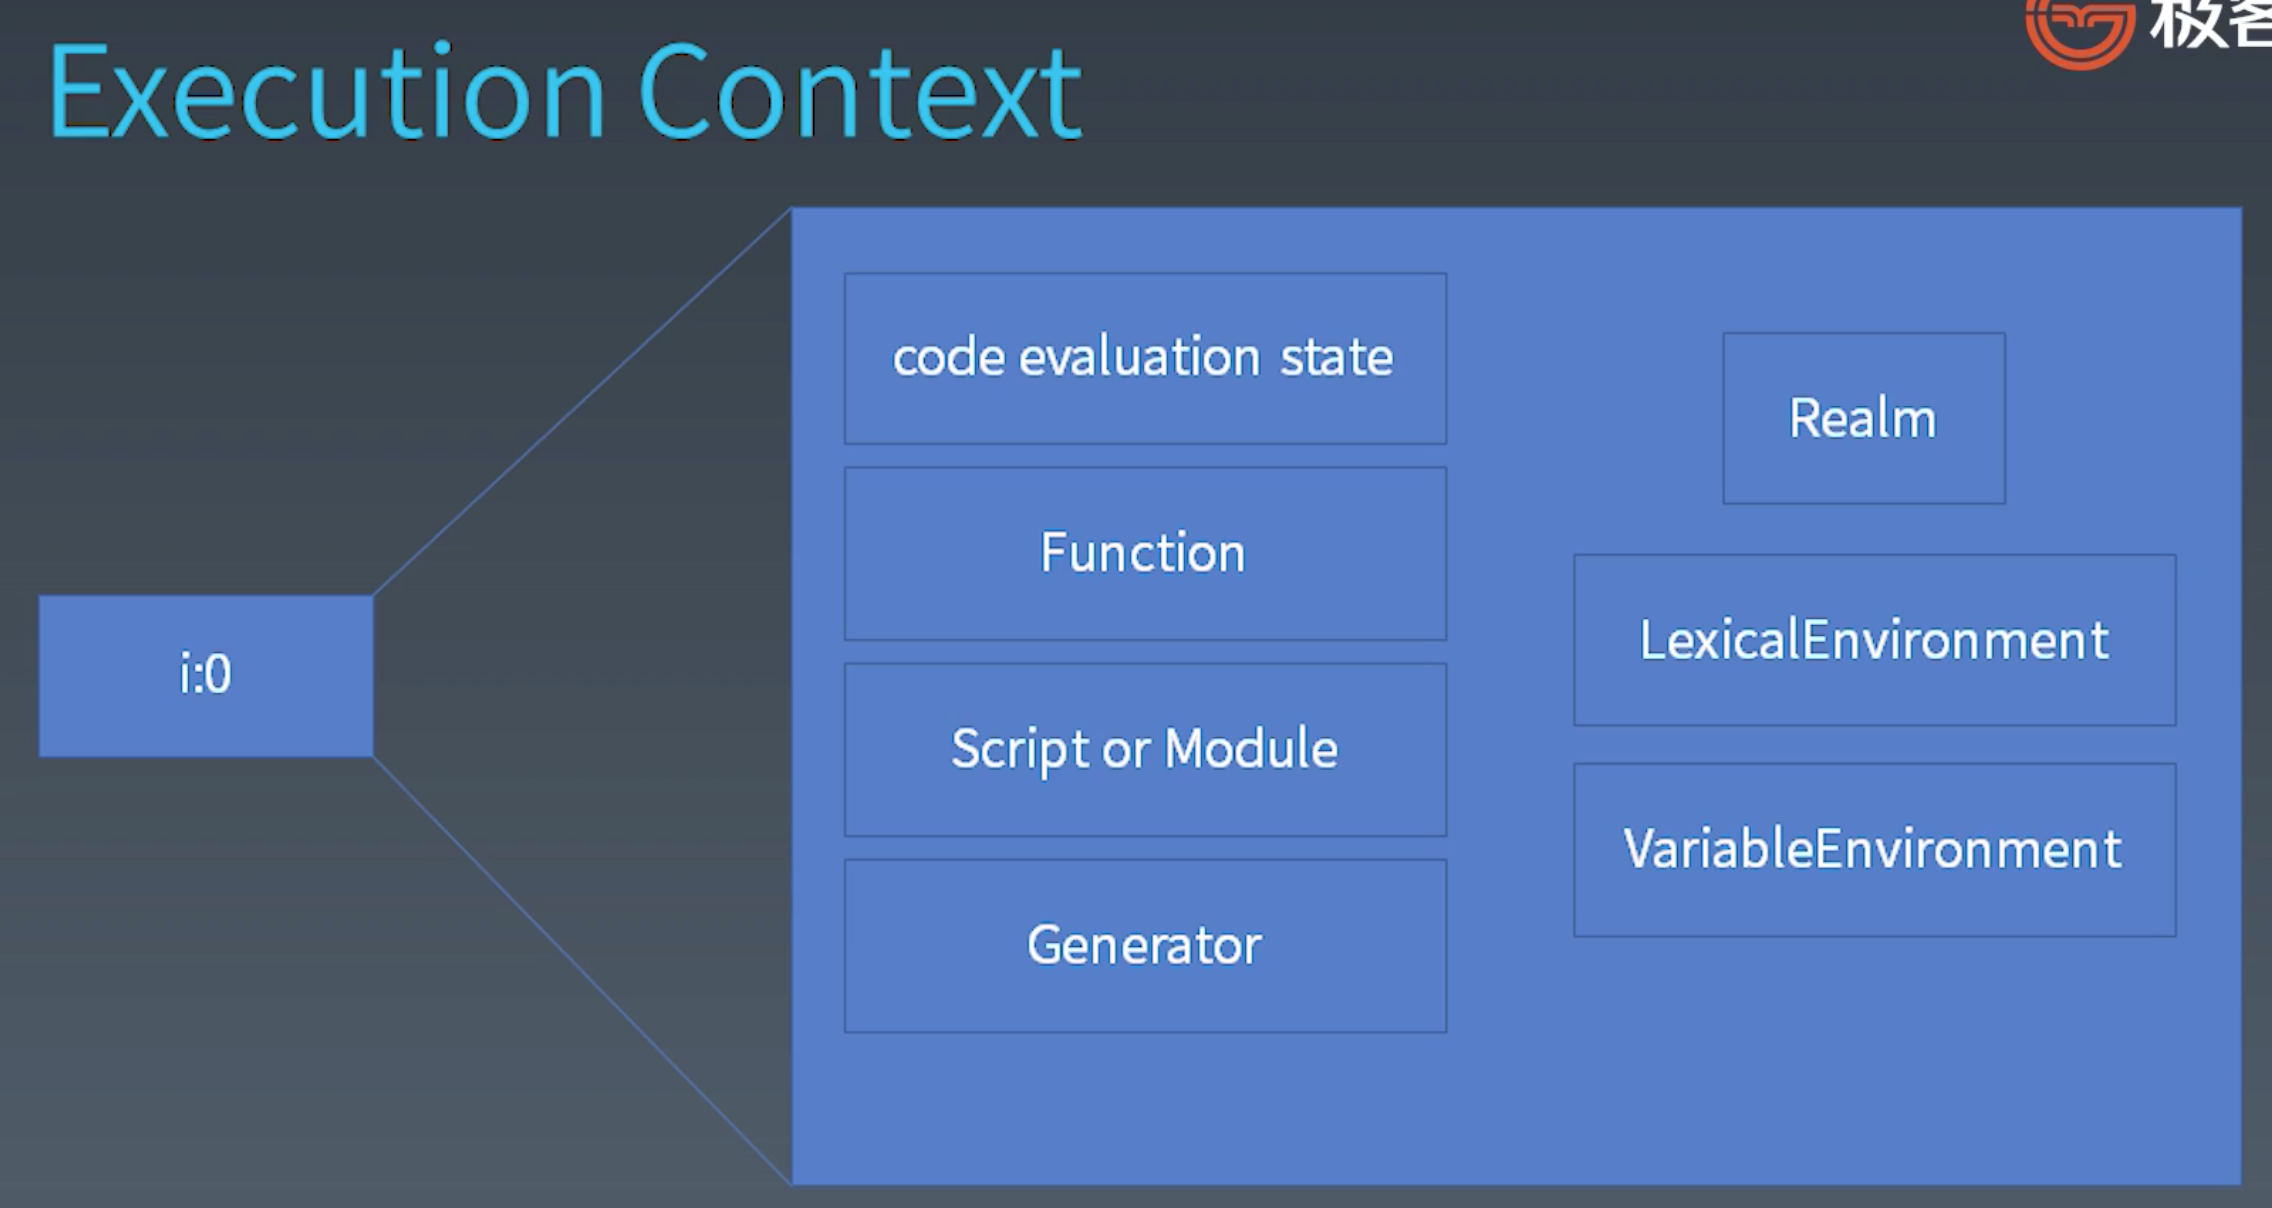 Execution Context
极客
i:0
code evaluation state
Function
Script or Module
Generator
Realm
LexicalEnvironment
VariableEnvironment